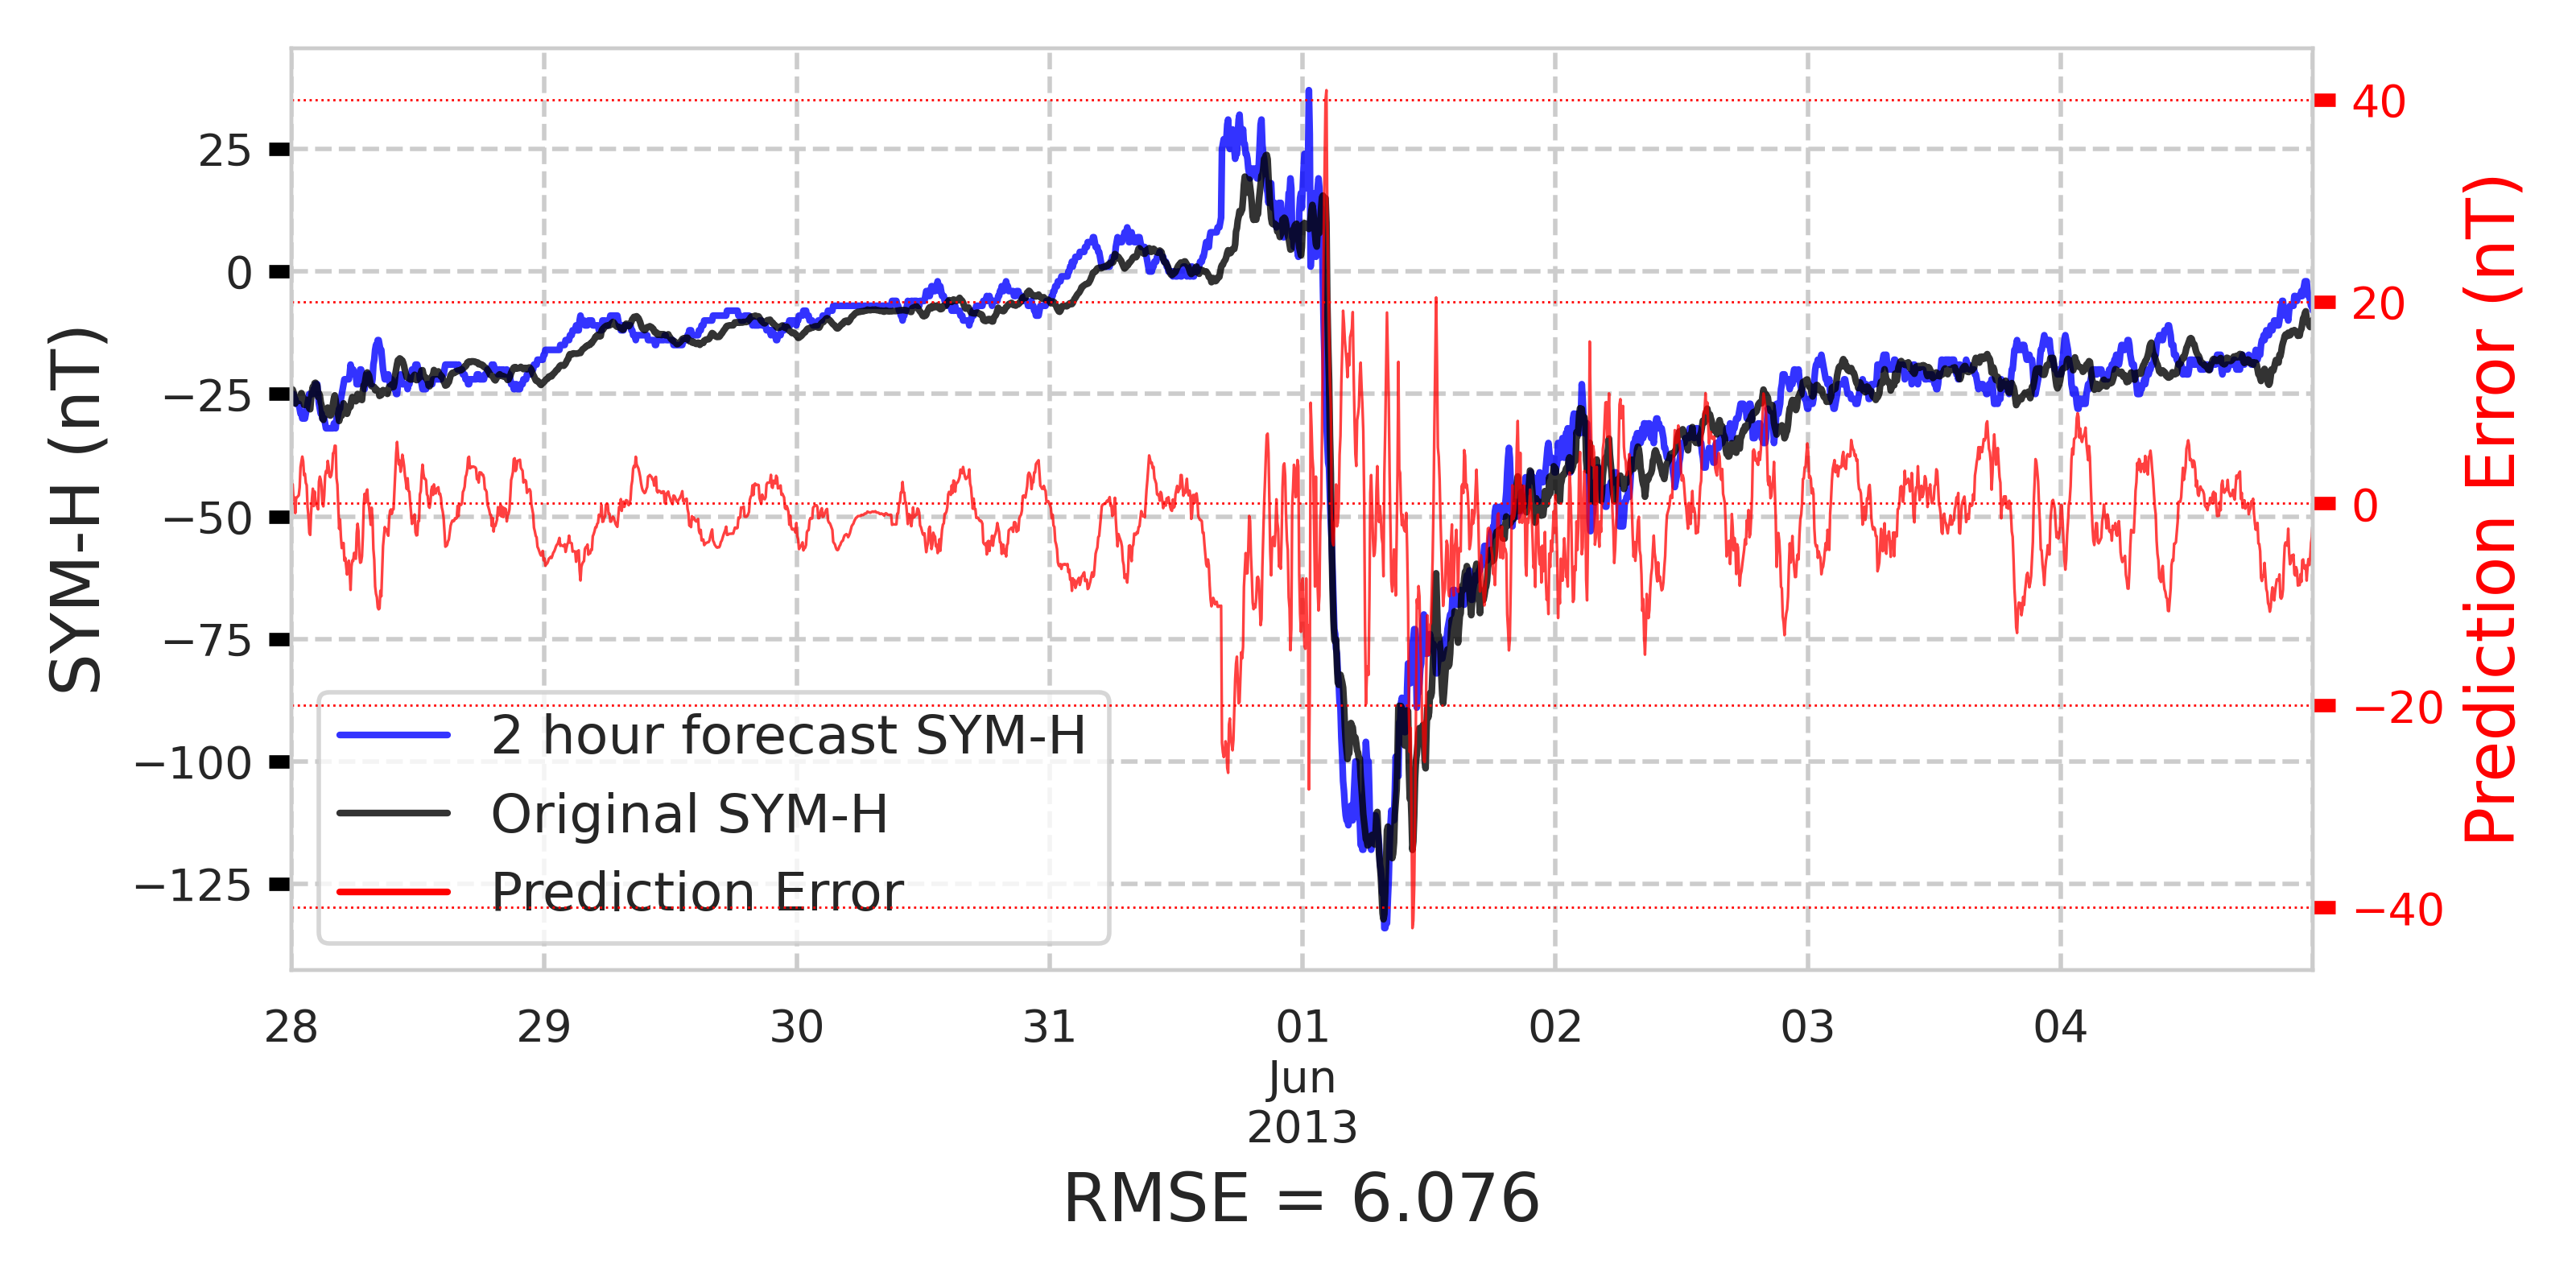 SYM-H (nT)
25
0
−25
−50
−75
−100
−125
2 hour forecast SYM-H
Original SYM-H
Prediction Error
40
20
0
−20
−40
Prediction Error (nT)
28 29 30 31 01 02 03 04
Jun
2013
RMSE = 6.076